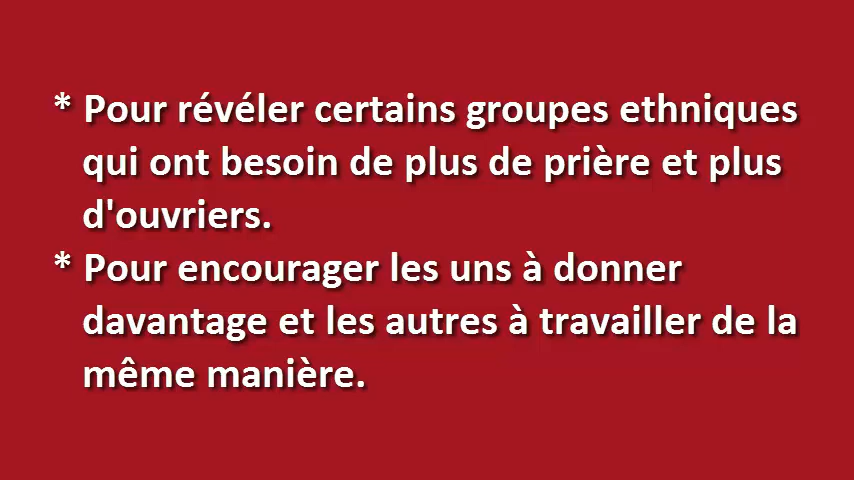 * Pour révéler certains groupes ethniques
qui ont besoin de plus de prière et plus
d'ouvriers.
* Pour encourager les uns à donner
davantage et les autres à travailler de la
même manière.